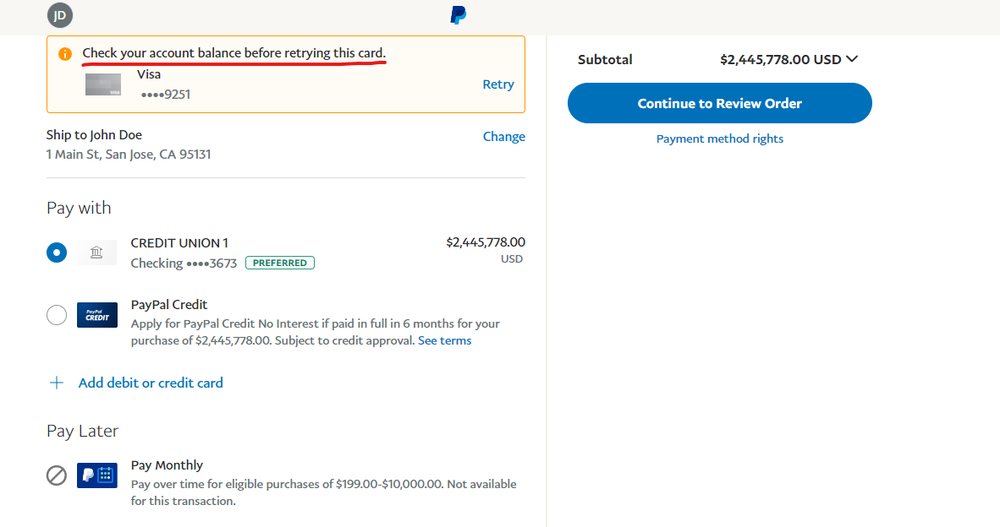 JD
Check your account balance before retrying this card.
VISA
Visa
••••9251
Retry
Ship to John Doe
Change
1 Main St, San Jose, CA 95131
Pay with
CREDIT UNION 1
$2,445,778.00
Checking ••••3673 PREFERRED
USD
PayPal CREDIT
PayPal Credit
Apply for PayPal Credit No Interest if paid in full in 6 months for your
purchase of $2,445,778.00. Subject to credit approval. See terms
Add debit or credit card
Pay Later
Pay Monthly
Pay over time for eligible purchases of $199.00-$10,000.00. Not available
for this transaction.
Subtotal
$2,445,778.00 USD
Continue to Review Order
Payment method rights